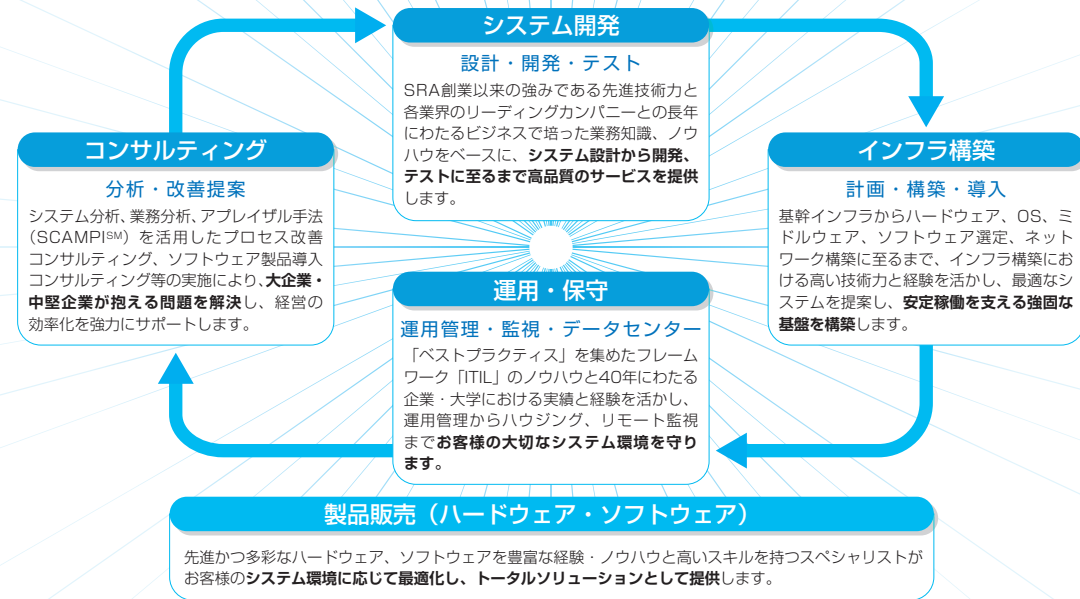 システム開発
設計・開発・テスト
SRA創業以来の強みである先進技術力と
各業界のリーディングカンパニーとの長年
にわたるビジネスで培った業務知識、ノウ
ハウをベースに、システム設計から開発、
テストに至るまで高品質のサービスを提供
します。
コンサルティング
分析・改善提案
システム分析、業務分析、アプレイザル手法
（SCAMPI℠）を活用したプロセス改善
コンサルティング、ソフトウェア製品導入
コンサルティング等の実施により、大企業・
中堅企業が抱える問題を解決し、経営の
効率化を強力にサポートします。
インフラ構築
計画・構築・導入
基幹インフラからハードウェア、OS、ミ
ドルウェア、ソフトウェア選定、ネット
ワーク構築に至るまで、インフラ構築にお
ける高い技術力と経験を活かし、最適なシ
ステムを提案し、安定稼働を支える強固な
基盤を構築します。
運用・保守
運用管理・監視・データセンター
「ベストプラクティス」を集めたフレーム
ワーク「ITIL」のノウハウと40年にわたる
企業・大学における実績と経験を活かし、
運用管理からハウジング、リモート監視
までお客様の大切なシステム環境を守り
ます。
製品販売（ハードウェア・ソフトウェア）
先進かつ多彩なハードウェア、ソフトウェアを豊富な経験・ノウハウと高いスキルを持つスペシャリストが
お客様のシステム環境に応じて最適化し、トータルソリューションとして提供します。